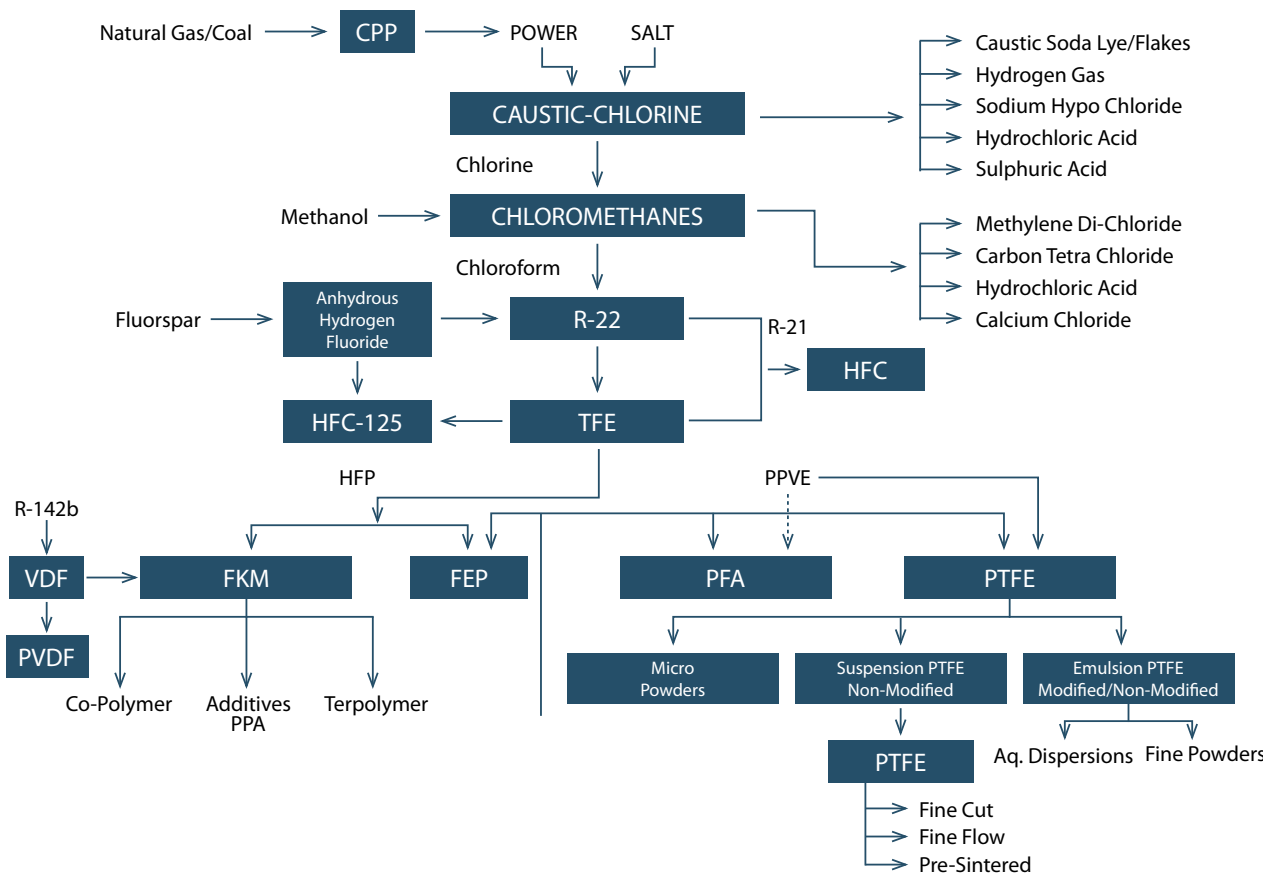 Natural Gas/Coal
CPP
POWER
SALT
Caustic Soda Lye/Flakes
Hydrogen Gas
Sodium Hypo Chloride
Hydrochloric Acid
Sulphuric Acid
CAUSTIC-CHLORINE
Chlorine
Methanol
CHLOROMETHANES
Methylene Di-Chloride
Carbon Tetra Chloride
Hydrochloric Acid
Calcium Chloride
Chloroform
Fluorspar
Anhydrous
Hydrogen
Fluoride
R-22
R-21
HFC
HFC-125
TFE
HFP
PPVE
R-142b
VDF
FKM
FEP
PFA
PTFE
PVDF
Co-Polymer
Additives
PPA
Terpolymer
Micro
Powders
Suspension PTFE
Non-Modified
Emulsion PTFE
Modified/Non-Modified
PTFE
Aq. Dispersions
Fine Powders
Fine Cut
Fine Flow
Pre-Sintered